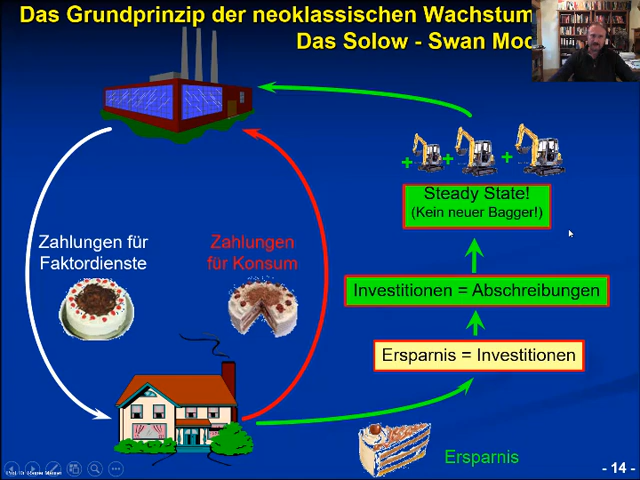 Das Grundprinzip der neoklassischen Wachstum
Das Solow - Swan Mod
+ + +
Steady State!
(Kein neuer Bagger!)
Zahlungen für
Faktordienste
Zahlungen
für Konsum
Investitionen = Abschreibungen
Ersparnis = Investitionen
Ersparnis
- 14 -